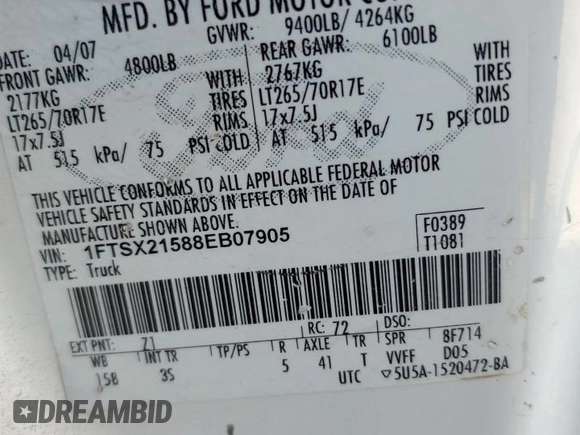 MFD. BY FORD MOTOR CO
DATE: 04/07 GVWR: 9400LB/ 4264KG
FRONT GAWR: 4800LB REAR GAWR: 6100LB
2177KG WITH 2767KG WITH
LT265/70R17E TIRES LT265/70R17E TIRES
17x7.5J RIMS 17x7.5J RIMS
AT 515 kPa/ 75 PSI COLD AT 515 kPa/ 75 PSI COLD
Ford
THIS VEHICLE CONFORMS TO ALL APPLICABLE FEDERAL MOTOR
VEHICLE SAFETY STANDARDS IN EFFECT ON THE DATE OF
MANUFACTURE SHOWN ABOVE.
VIN: 1FTSX21588EB07905 F0389
TYPE: Truck T1081
EXT PNT: Z1 RC: 72 DSO:
WB INT TR TP/PS R AXLE TR SPR 8F714
158 3S 5 41 T VVFF D05
UTC ▽5U5A-1520472-BA
DREAMBID